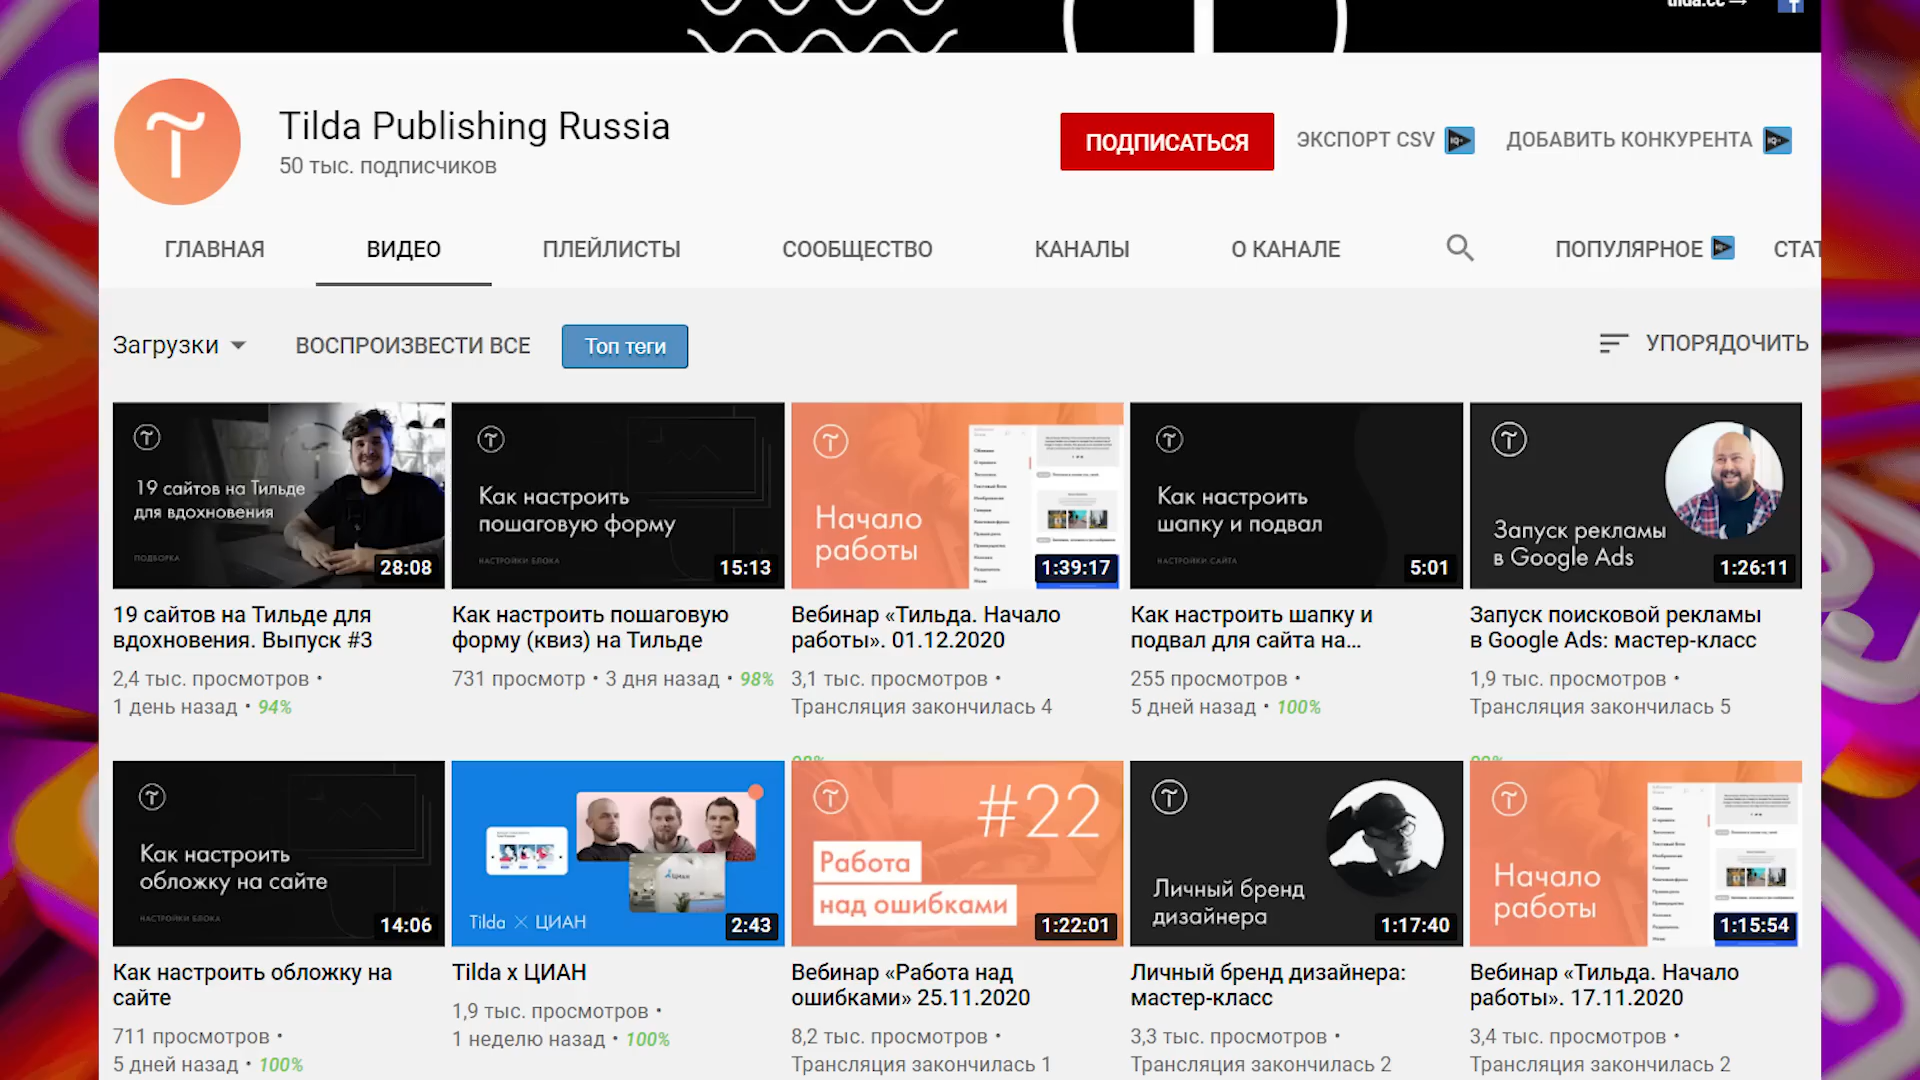 tilda.cc →
Tilda Publishing Russia
50 тыс. подписчиков
ПОДПИСАТЬСЯ
ЭКСПОРТ CSV
ДОБАВИТЬ КОНКУРЕНТА
ГЛАВНАЯ
ВИДЕО
ПЛЕЙЛИСТЫ
СООБЩЕСТВО
КАНАЛЫ
О КАНАЛЕ
ПОПУЛЯРНОЕ
СТАТ
Загрузки
ВОСПРОИЗВЕСТИ ВСЕ
Топ теги
УПОРЯДОЧИТЬ
19 сайтов на Тильде
для вдохновения
ПОДБОРКА
28:08
Как настроить
пошаговую форму
НАСТРОЙКИ БЛОКА
15:13
Начало
работы
1:39:17
Как настроить
шапку и подвал
НАСТРОЙКИ САЙТА
5:01
Запуск рекламы
в Google Ads
1:26:11
19 сайтов на Тильде для
вдохновения. Выпуск #3
2,4 тыс. просмотров •
1 день назад • 94%
Как настроить пошаговую
форму (квиз) на Тильде
731 просмотр • 3 дня назад • 98%
Вебинар «Тильда. Начало
работы». 01.12.2020
3,1 тыс. просмотров •
Трансляция закончилась 4
Как настроить шапку и
подвал для сайта на...
255 просмотров •
5 дней назад • 100%
Запуск поисковой рекламы
в Google Ads: мастер-класс
1,9 тыс. просмотров •
Трансляция закончилась 5
Как настроить
обложку на сайте
НАСТРОЙКИ БЛОКА
14:06
ЦИАН
Tilda × ЦИАН
2:43
#22
Работа
над ошибками
1:22:01
Личный бренд
дизайнера
1:17:40
Начало
работы
1:15:54
Как настроить обложку на
сайте
711 просмотров •
5 дней назад • 100%
Tilda x ЦИАН
1,9 тыс. просмотров •
1 неделю назад • 100%
Вебинар «Работа над
ошибками» 25.11.2020
8,2 тыс. просмотров •
Трансляция закончилась 1
Личный бренд дизайнера:
мастер-класс
3,3 тыс. просмотров •
Трансляция закончилась 2
Вебинар «Тильда. Начало
работы». 17.11.2020
3,4 тыс. просмотров •
Трансляция закончилась 2